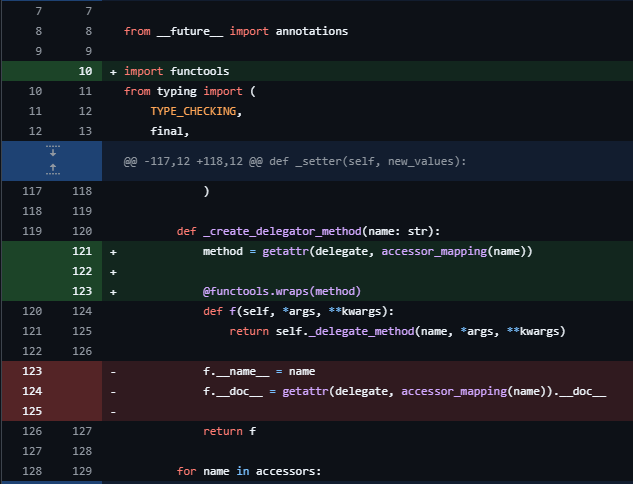 7 7
8 8 from __future__ import annotations
9 9
10 + import functools
10 11 from typing import (
11 12 TYPE_CHECKING,
12 13 final,
@@ -117,12 +118,12 @@ def _setter(self, new_values):
117 118 )
118 119
119 120 def _create_delegator_method(name: str):
121 + method = getattr(delegate, accessor_mapping(name))
122 +
123 + @functools.wraps(method)
120 124 def f(self, *args, **kwargs):
121 125 return self._delegate_method(name, *args, **kwargs)
122 126
123 - f.__name__ = name
124 - f.__doc__ = getattr(delegate, accessor_mapping(name)).__doc__
125 -
126 127 return f
127 128
128 129 for name in accessors: